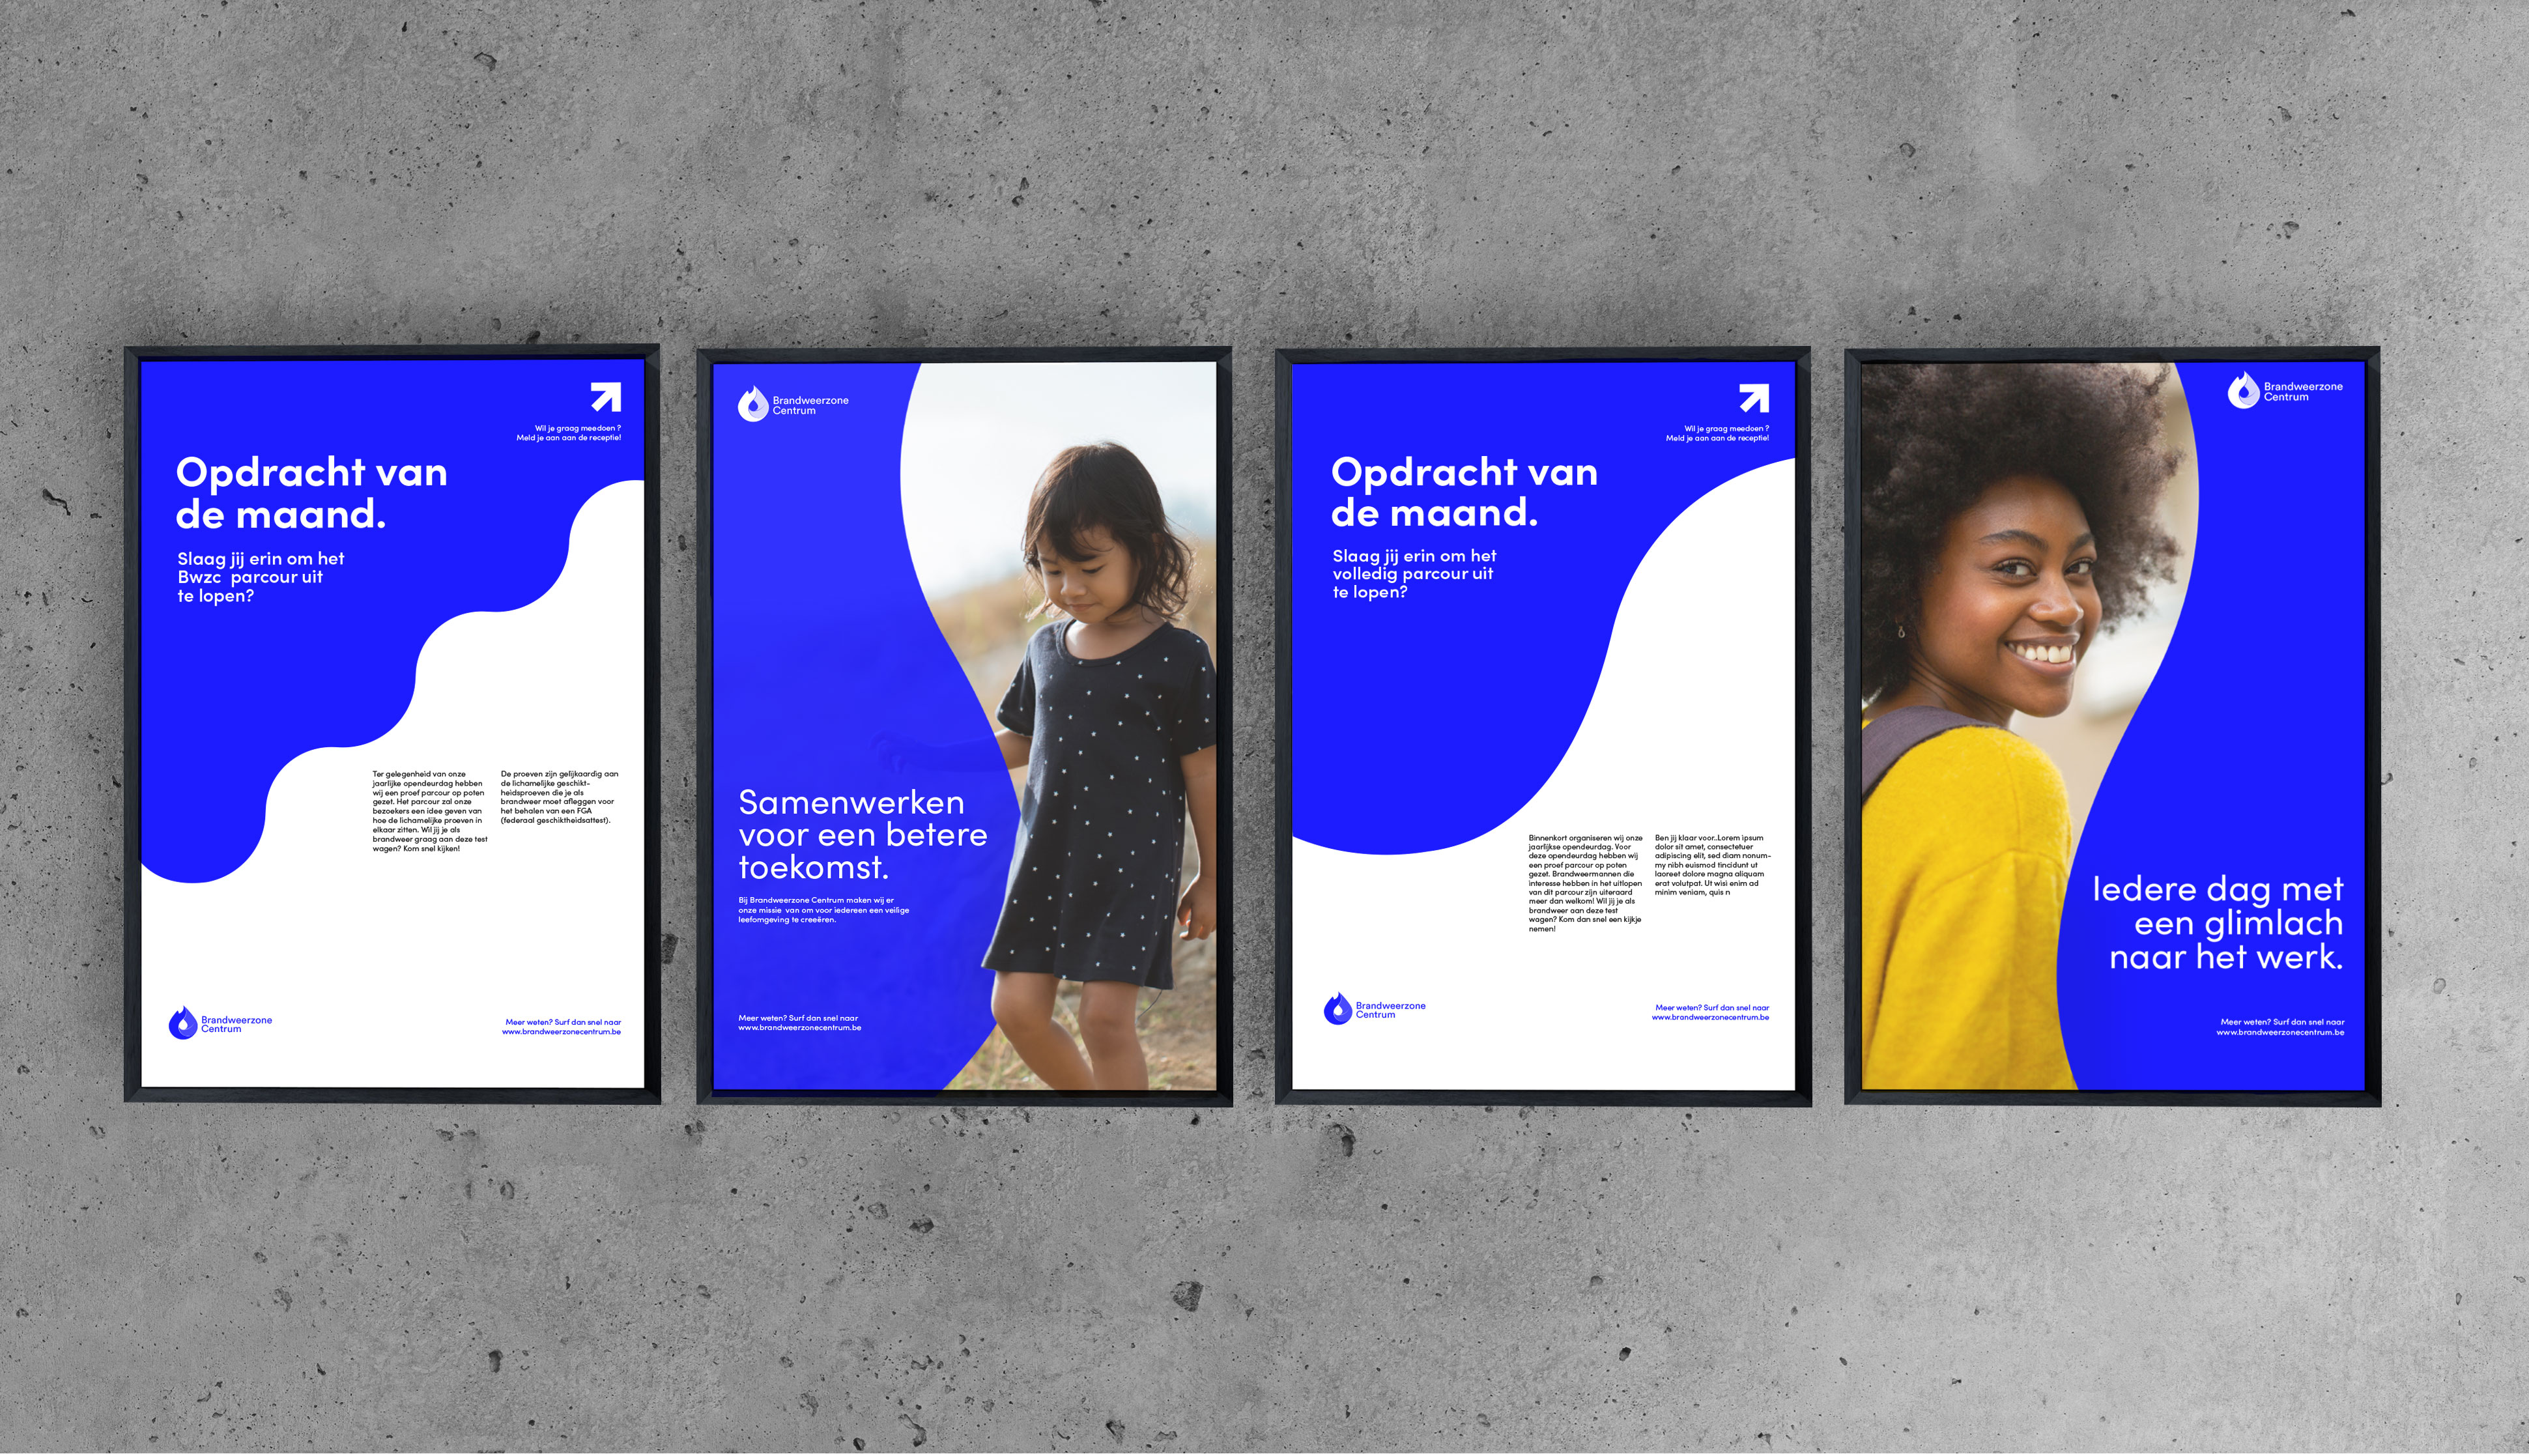 Wil je graag meedoen ?
Meld je aan aan de receptie!
Opdracht van
de maand.
Slaag jij erin om het
Bwzc parcour uit
te lopen?
Ter gelegenheid van onze
jaarlijke opendeurdag hebben
wij een proef parcour op poten
gezet. Het parcour zal onze
bezoekers een idee geven van
hoe de lichamelijke proeven in
elkaar zitten. Wil jij je als
brandweer graag aan deze test
wagen? Kom snel kijken!
De proeven zijn gelijkaardig aan
de lichamelijke geschikt-
heidsproeven die je als
brandweer moet afleggen voor
het behalen van een FGA
(federaal geschiktheidsattest).
Brandweerzone
Centrum
Meer weten? Surf dan snel naar
www.brandweerzonecentrum.be
Brandweerzone
Centrum
Samenwerken
voor een betere
toekomst.
Bij Brandweerzone Centrum maken wij er
onze missie van om voor iedereen een veilige
leefomgeving te creeëren.
Meer weten? Surf dan snel naar
www.brandweerzonecentrum.be
Wil je graag meedoen ?
Meld je aan aan de receptie!
Opdracht van
de maand.
Slaag jij erin om het
volledig parcour uit
te lopen?
Binnenkort organiseren wij onze
jaarlijkse opendeurdag. Voor
deze opendeurdag hebben wij
een proef parcour op poten
gezet. Brandweermannen die
interesse hebben in het uitlopen
van dit parcour zijn uiteraard
meer dan welkom! Wil jij je als
brandweer aan deze test
wagen? Kom dan snel een kijkje
nemen!
Ben jij klaar voor..Lorem ipsum
dolor sit amet, consectetuer
adipiscing elit, sed diam nonum-
my nibh euismod tincidunt ut
laoreet dolore magna aliquam
erat volutpat. Ut wisi enim ad
minim veniam, quis n
Brandweerzone
Centrum
Meer weten? Surf dan snel naar
www.brandweerzonecentrum.be
Brandweerzone
Centrum
Iedere dag met
een glimlach
naar het werk.
Meer weten? Surf dan snel naar
www.brandweerzonecentrum.be